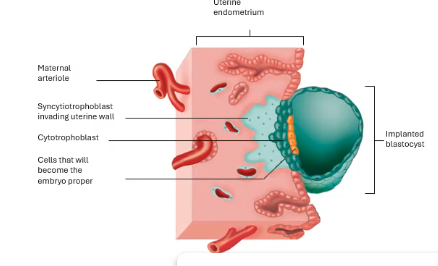 Uterine
endometrium
Maternal
arteriole
Syncytiotrophoblast
invading uterine wall
Cytotrophoblast
Implanted
blastocyst
Cells that will
become the
embryo proper